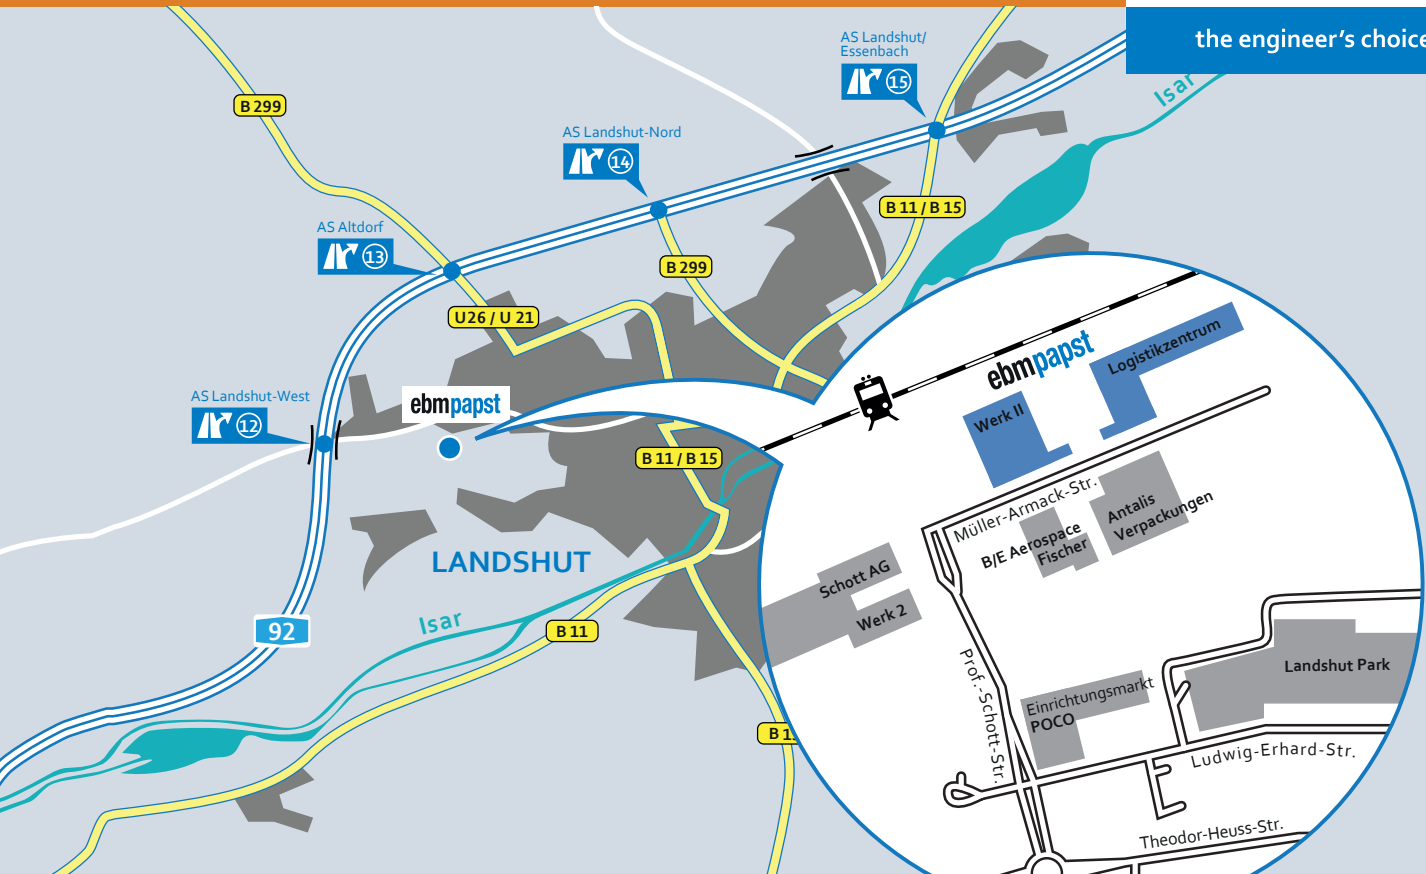 the engineer's choice
AS Landshut/
Essenbach
15
Isar
B 299
AS Landshut-Nord
14
B 11 / B 15
AS Altdorf
13
B 299
U26 / U 21
AS Landshut-West
12
ebmpapst
B 11 / B 15
LANDSHUT
Isar
B 11
92
ebmpapst
Logistikzentrum
Werk II
Müller-Armack-Str.
Antalis
Verpackungen
B/E Aerospace
Fischer
Schott AG
Werk 2
Prof.-Schott-Str.
Einrichtungsmarkt
POCO
Landshut Park
Ludwig-Erhard-Str.
Theodor-Heuss-Str.